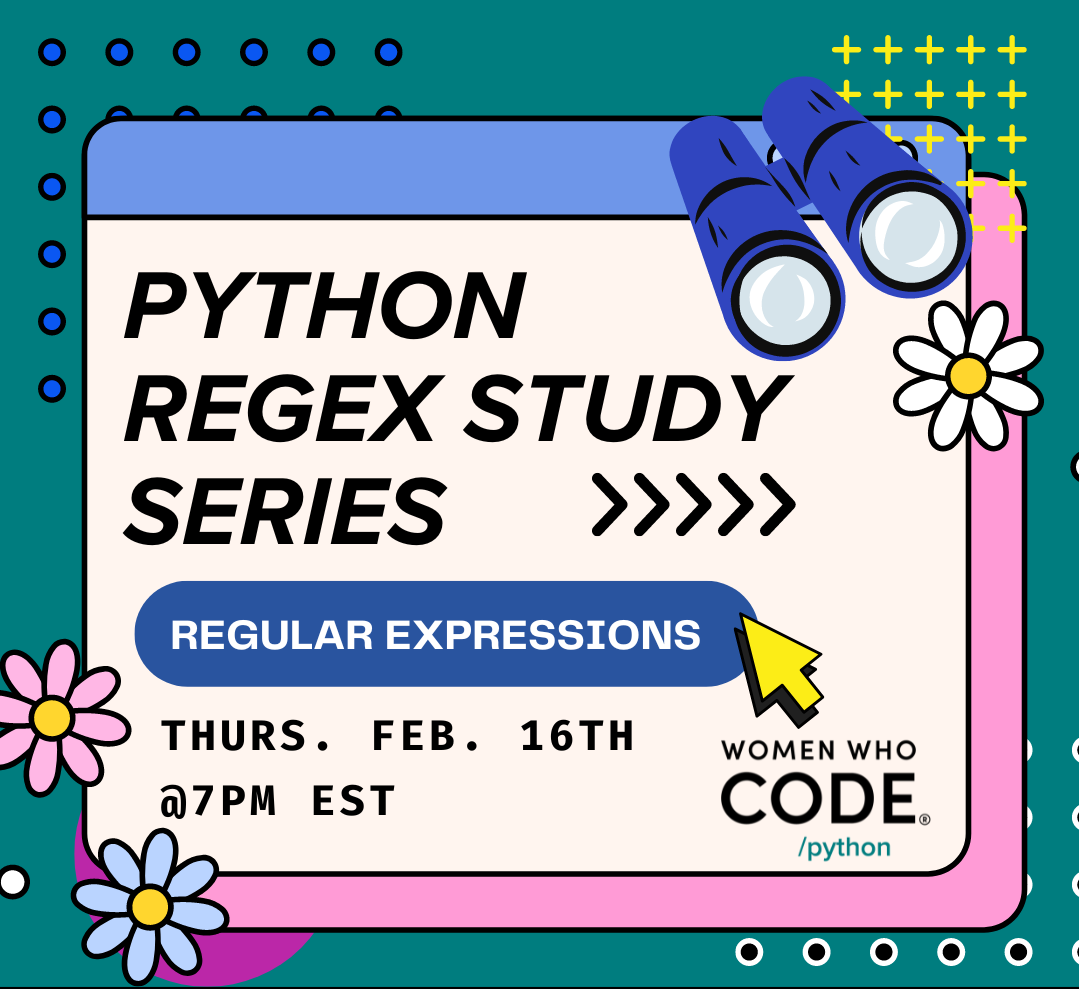 PYTHON
REGEX STUDY
SERIES
REGULAR EXPRESSIONS
THURS. FEB. 16TH
@7PM EST
WOMEN WHO
CODE®
/python